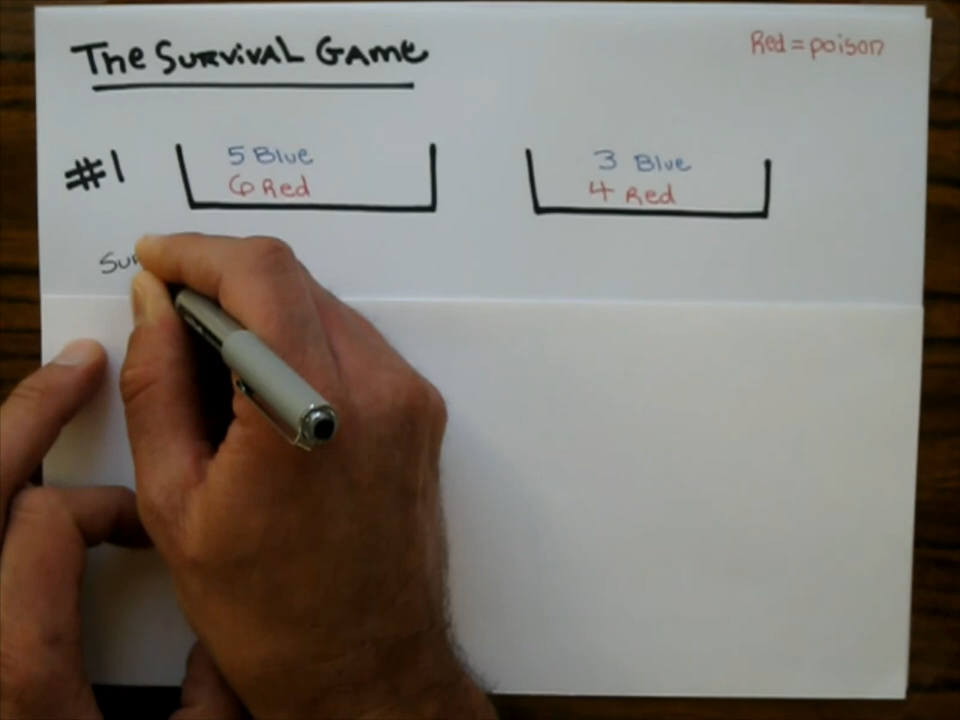 The Survival Game
Red = poison
#1
5 Blue
6 Red
3 Blue
4 Red